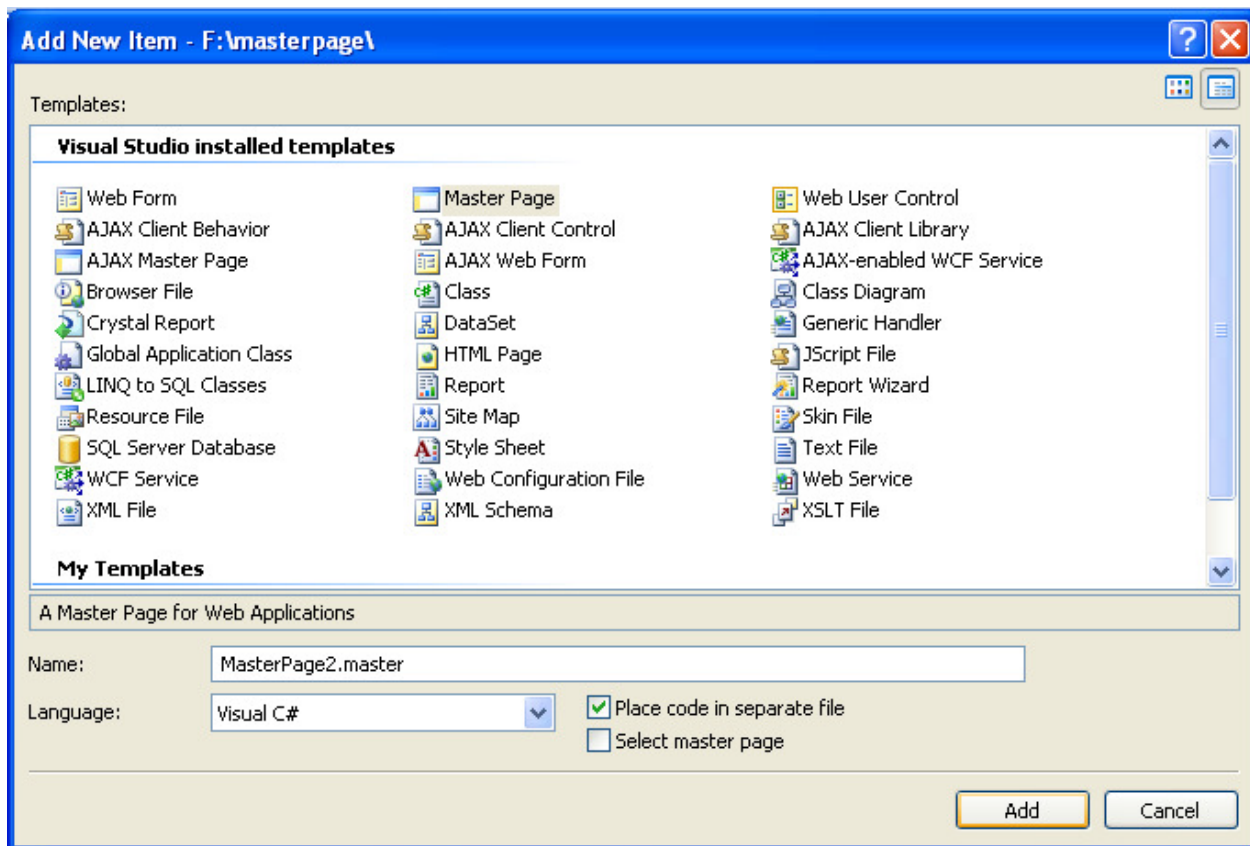 Add New Item - F:\masterpage\
Templates:
Visual Studio installed templates
Web Form Master Page Web User Control
AJAX Client Behavior AJAX Client Control AJAX Client Library
AJAX Master Page AJAX Web Form AJAX-enabled WCF Service
Browser File Class Class Diagram
Crystal Report DataSet Generic Handler
Global Application Class HTML Page JScript File
LINQ to SQL Classes Report Report Wizard
Resource File Site Map Skin File
SQL Server Database Style Sheet Text File
WCF Service Web Configuration File Web Service
XML File XML Schema XSLT File
My Templates
A Master Page for Web Applications
Name: MasterPage2.master
Language: Visual C# Place code in separate file
Select master page
Add Cancel